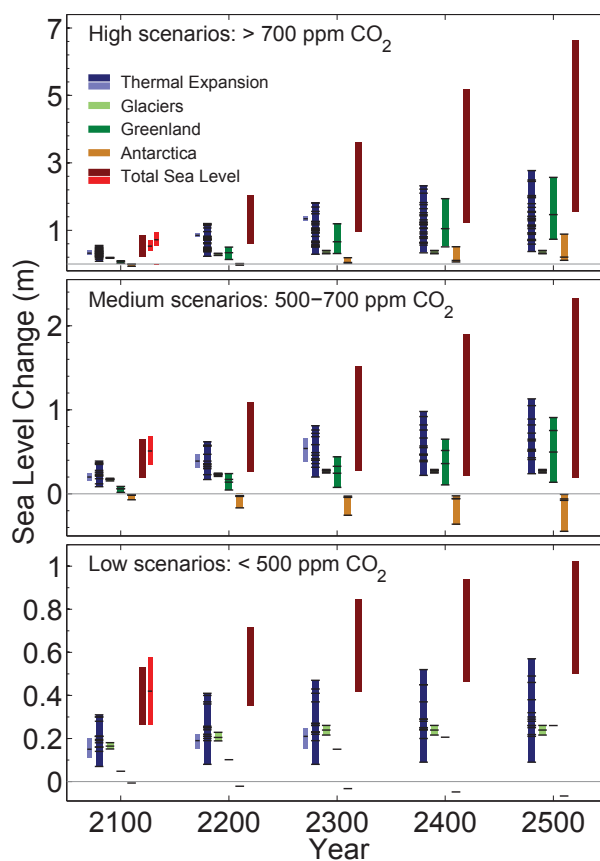 High scenarios: > 700 ppm CO2
Thermal Expansion
Glaciers
Greenland
Antarctica
Total Sea Level
7
5
3
1
Medium scenarios: 500−700 ppm CO2
2
1
0
Low scenarios: < 500 ppm CO2
1
0.8
0.6
0.4
0.2
0
Sea Level Change (m)
2100 2200 2300 2400 2500
Year